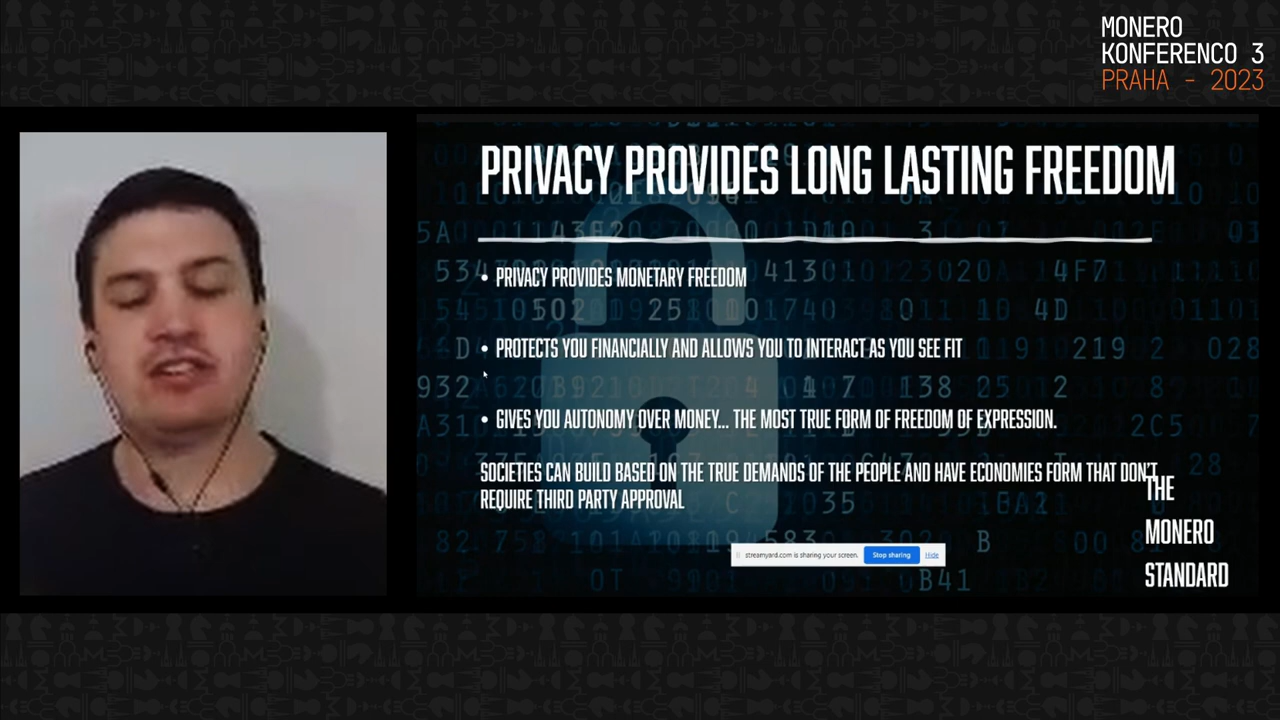 MONERO
KONFERENCO 3
PRAHA - 2023
PRIVACY PROVIDES LONG LASTING FREEDOM
• PRIVACY PROVIDES MONETARY FREEDOM
• PROTECTS YOU FINANCIALLY AND ALLOWS YOU TO INTERACT AS YOU SEE FIT
• GIVES YOU AUTONOMY OVER MONEY... THE MOST TRUE FORM OF FREEDOM OF EXPRESSION.
SOCIETIES CAN BUILD BASED ON THE TRUE DEMANDS OF THE PEOPLE AND HAVE ECONOMIES FORM THAT DON'T
REQUIRE THIRD PARTY APPROVAL
THE
MONERO
STANDARD
streamyard.com is sharing your screen. Stop sharing Hide